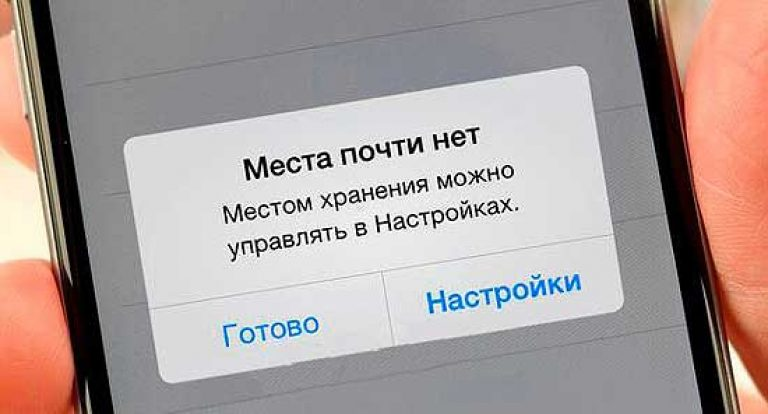 Места почти нет
Местом хранения можно
управлять в Настройках.
Готово
Настройки